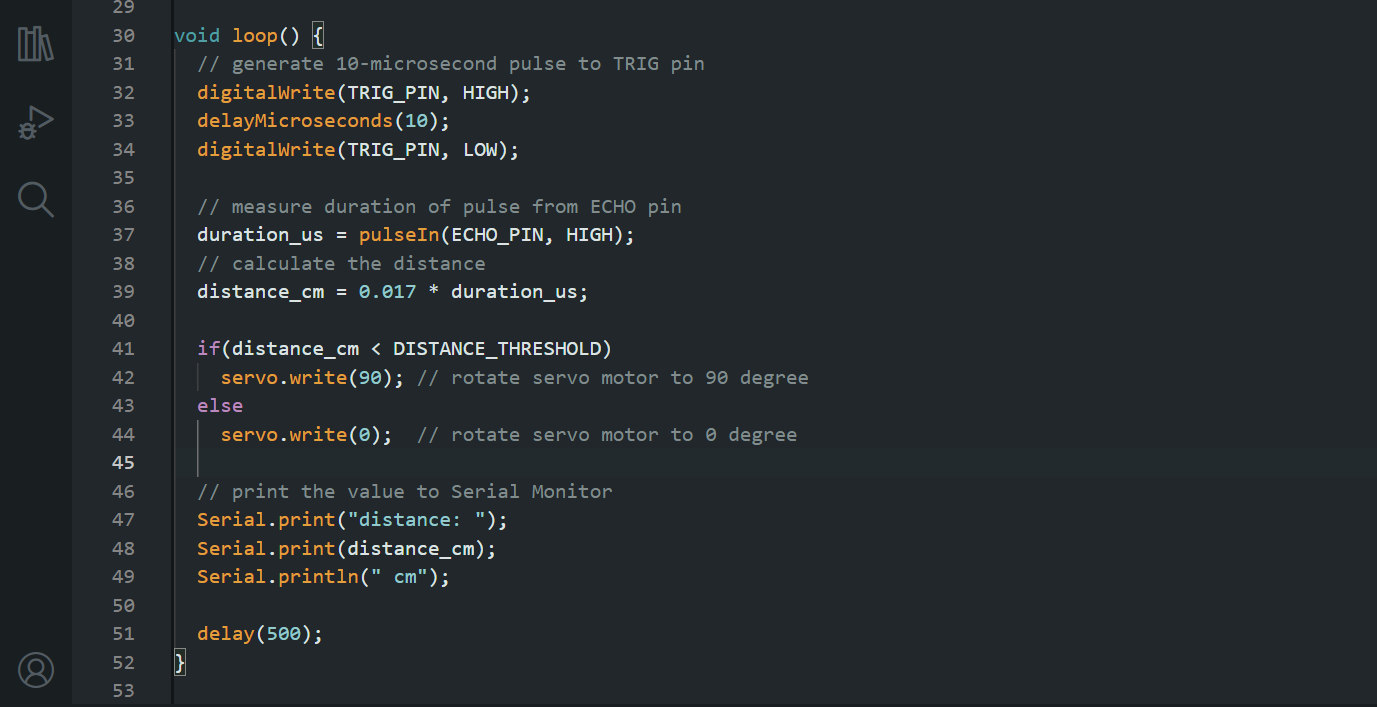 29
30 void loop() {
31   // generate 10-microsecond pulse to TRIG pin
32   digitalWrite(TRIG_PIN, HIGH);
33   delayMicroseconds(10);
34   digitalWrite(TRIG_PIN, LOW);
35
36   // measure duration of pulse from ECHO pin
37   duration_us = pulseIn(ECHO_PIN, HIGH);
38   // calculate the distance
39   distance_cm = 0.017 * duration_us;
40
41   if(distance_cm < DISTANCE_THRESHOLD)
42     servo.write(90); // rotate servo motor to 90 degree
43   else
44     servo.write(0);  // rotate servo motor to 0 degree
45
46   // print the value to Serial Monitor
47   Serial.print("distance: ");
48   Serial.print(distance_cm);
49   Serial.println(" cm");
50
51   delay(500);
52 }
53